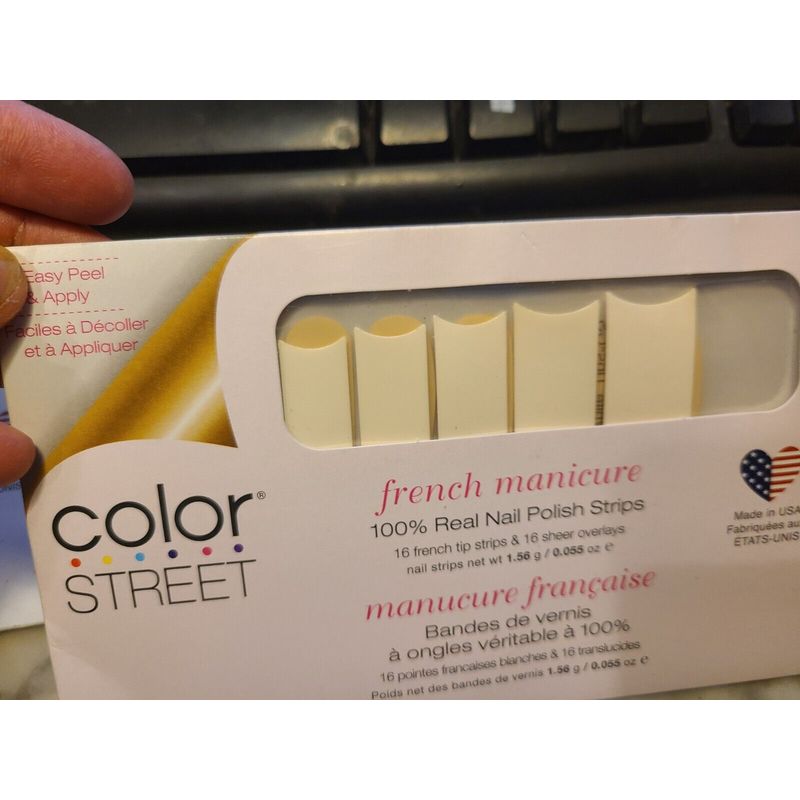 Easy Peel
& Apply
Faciles à Décoller
et à Appliquer
color®
STREET
french manicure
100% Real Nail Polish Strips
16 french tip strips & 16 sheer overlays
nail strips net wt 1.56 g / 0.055 oz e
manucure française
Bandes de vernis
à ongles véritable à 100%
16 pointes francaises blanches & 16 translucides
Poids net des bandes de vernis 1.56 g / 0.055 oz e
Made in USA
Fabriquées au
ÉTATS-UNIS